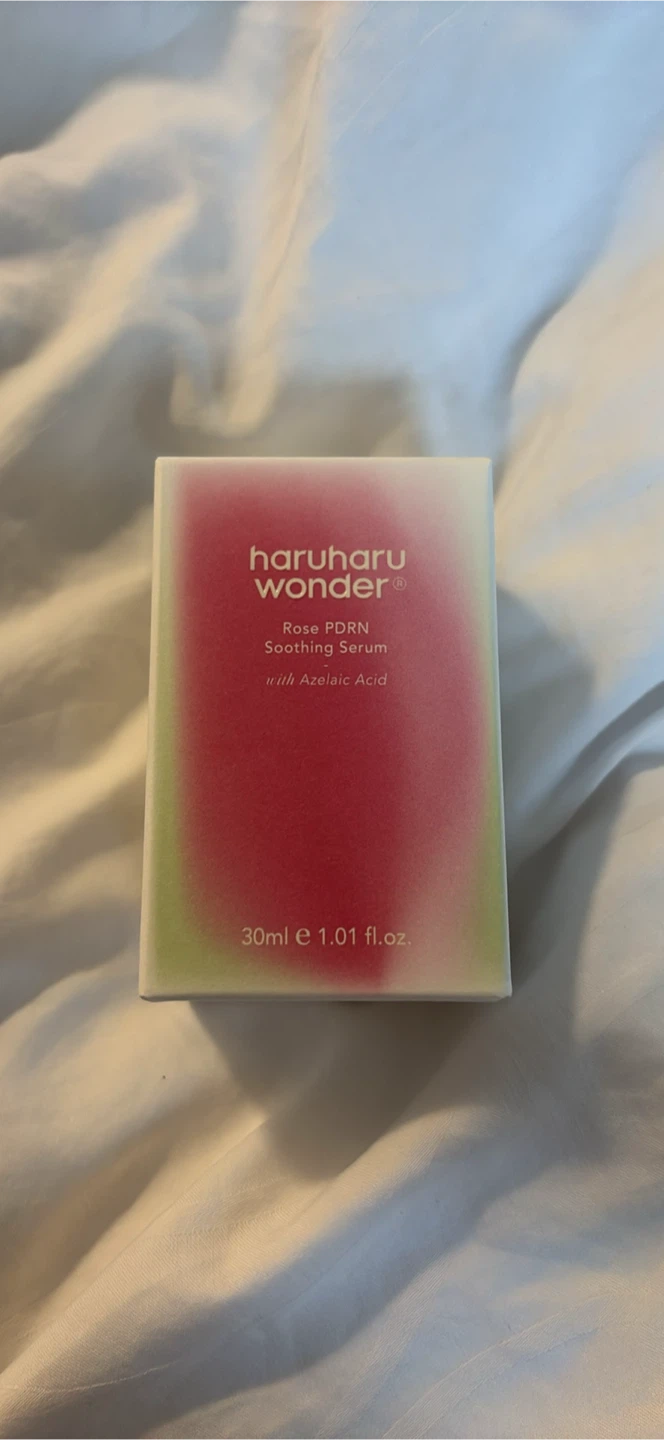 haruharu
wonder®
Rose PDRN
Soothing Serum
-
with Azelaic Acid
30ml ℮ 1.01 fl.oz.